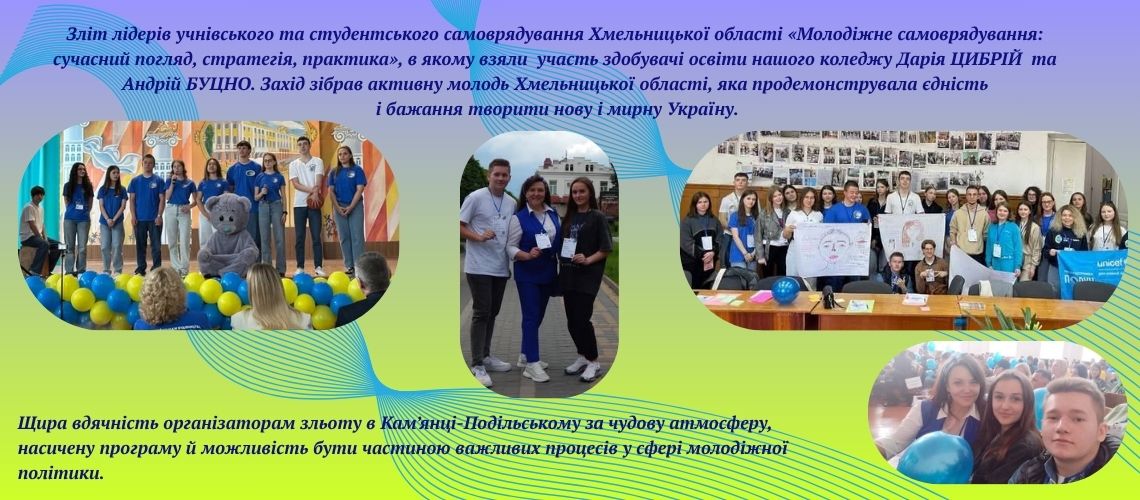 Зліт лідерів учнівського та студентського самоврядування Хмельницької області «Молодіжне самоврядування:
сучасний погляд, стратегія, практика», в якому взяли участь здобувачі освіти нашого коледжу Дарія ЦИБРІЙ та
Андрій БУЦНО. Захід зібрав активну молодь Хмельницької області, яка продемонструвала єдність
і бажання творити нову і мирну Україну.
unicef
Щира вдячність організаторам зльоту в Кам'янці-Подільському за чудову атмосферу,
насичену програму й можливість бути частиною важливих процесів у сфері молодіжної
політики.